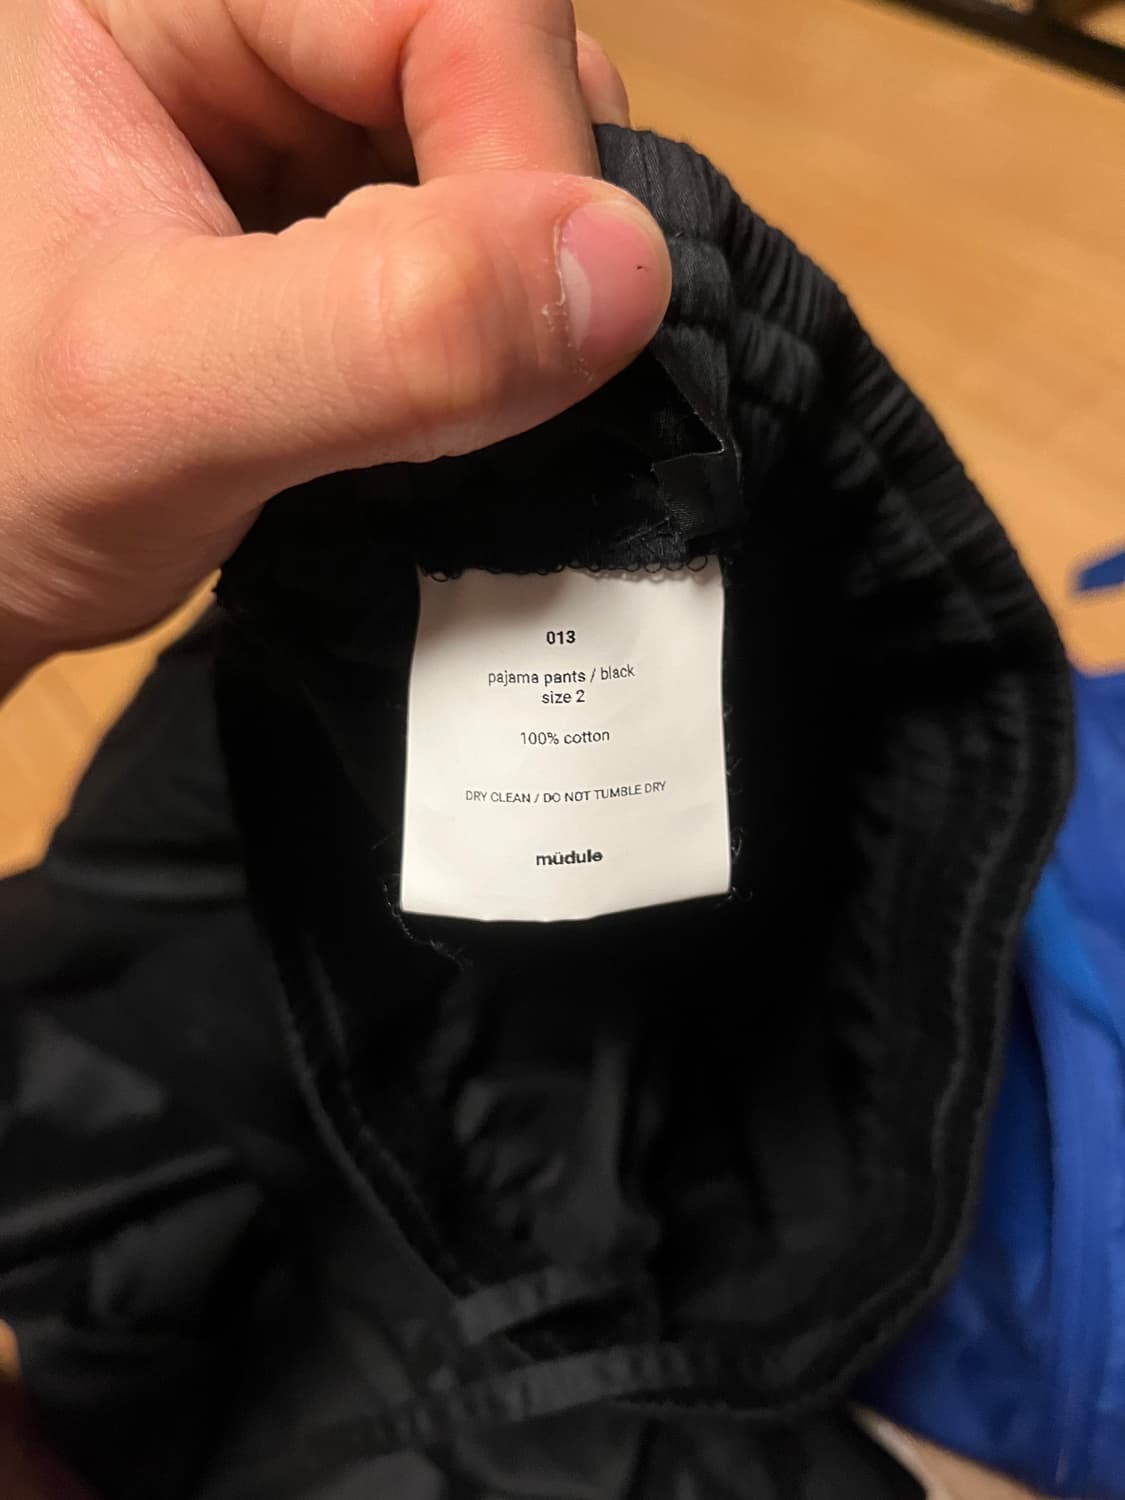 013
pajama pants / black
size 2
100% cotton
DRY CLEAN / DO NOT TUMBLE DRY
müdule